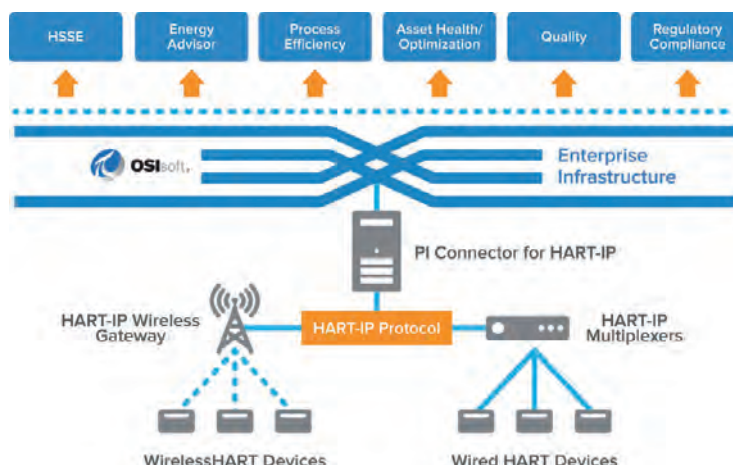 HSSE
Energy
Advisor
Process
Efficiency
Asset Health/
Optimization
Quality
Regulatory
Compliance
OSIsoft.
Enterprise
Infrastructure
PI Connector for HART-IP
HART-IP Wireless
Gateway
HART-IP Protocol
HART-IP
Multiplexers
WirelessHART Devices
Wired HART Devices